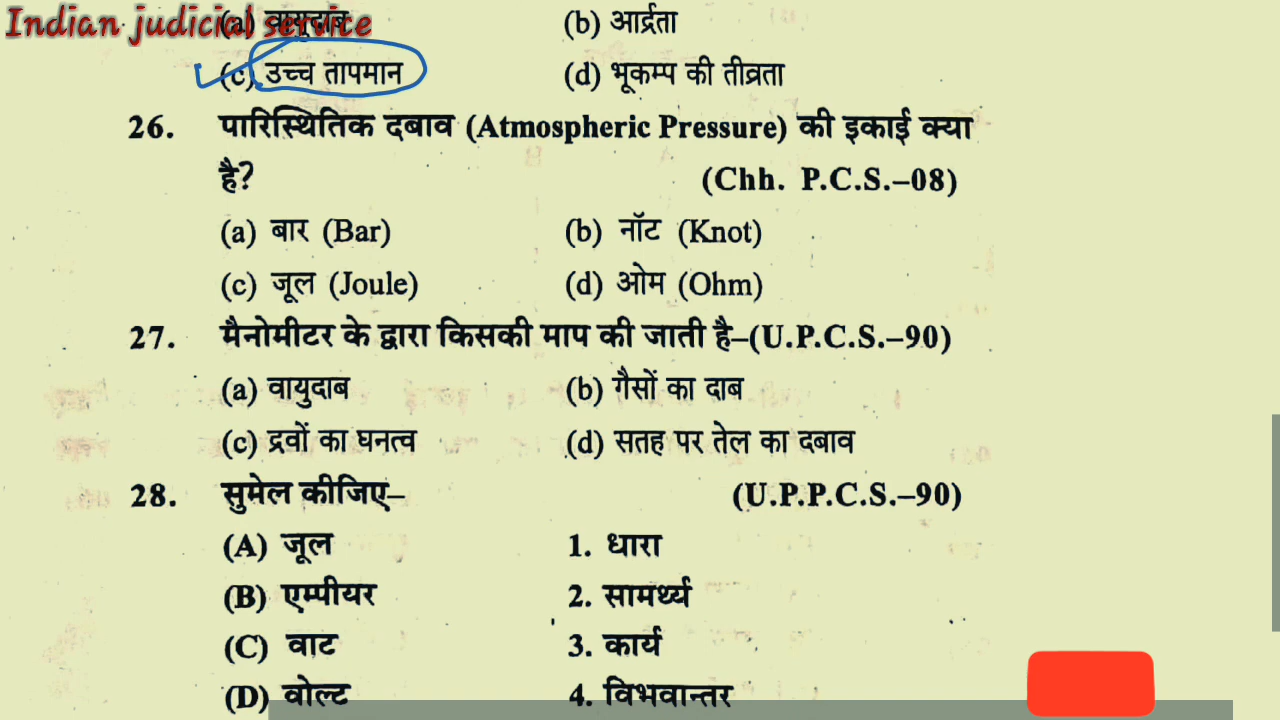 Indian judicial service
(a) वायुदाब (b) आर्द्रता
(c) उच्च तापमान (d) भूकम्प की तीव्रता
26. पारिस्थितिक दबाव (Atmospheric Pressure) की इकाई क्या
है? (Chh. P.C.S.–08)
(a) बार (Bar) (b) नॉट (Knot)
(c) जूल (Joule) (d) ओम (Ohm)
27. मैनोमीटर के द्वारा किसकी माप की जाती है–(U.P.C.S.–90)
(a) वायुदाब (b) गैसों का दाब
(c) द्रवों का घनत्व (d) सतह पर तेल का दबाव
28. सुमेल कीजिए– (U.P.P.C.S.–90)
(A) जूल 1. धारा
(B) एम्पीयर 2. सामर्थ्य
(C) वाट 3. कार्य
(D) वोल्ट 4. विभवान्तर